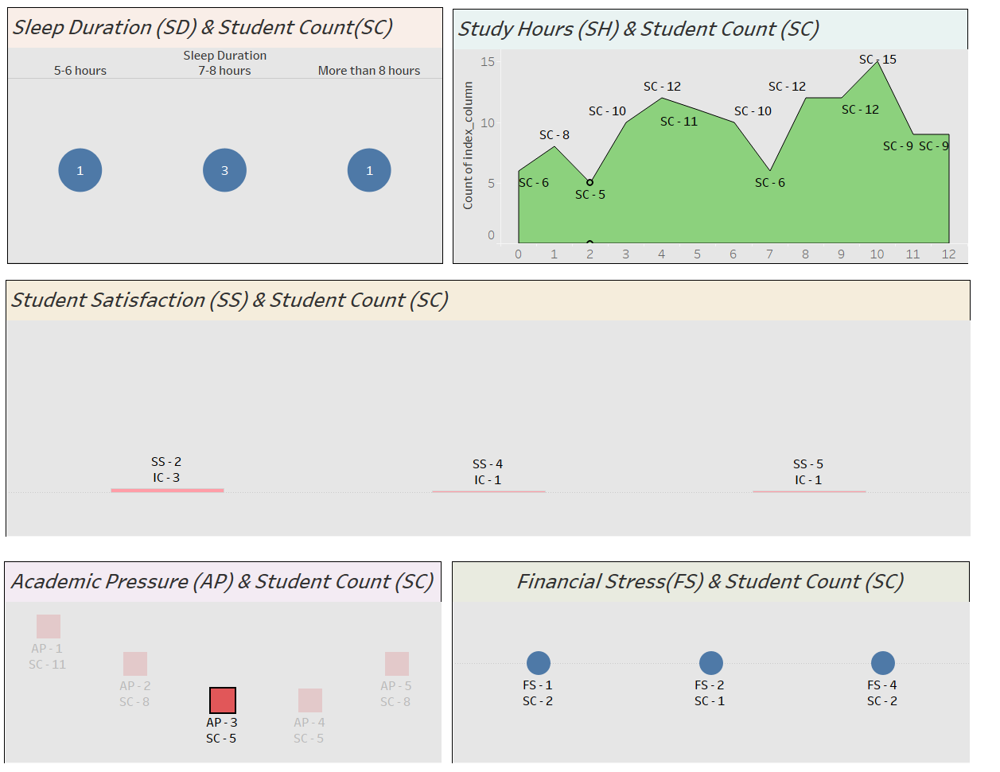 Sleep Duration (SD) & Student Count(SC)
Sleep Duration
5-6 hours 7-8 hours More than 8 hours
1 3 1
Study Hours (SH) & Student Count (SC)
Count of index_column
15
10
5
0
SC - 6
SC - 8
SC - 5
SC - 10
SC - 12
SC - 11
SC - 10
SC - 6
SC - 12
SC - 12
SC - 15
SC - 9
SC - 9
0 1 2 3 4 5 6 7 8 9 10 11 12
Student Satisfaction (SS) & Student Count (SC)
SS - 2
IC - 3
SS - 4
IC - 1
SS - 5
IC - 1
Academic Pressure (AP) & Student Count (SC)
AP - 1
SC - 11
AP - 2
SC - 8
AP - 3
SC - 5
AP - 4
SC - 5
AP - 5
SC - 8
Financial Stress(FS) & Student Count (SC)
FS - 1
SC - 2
FS - 2
SC - 1
FS - 4
SC - 2